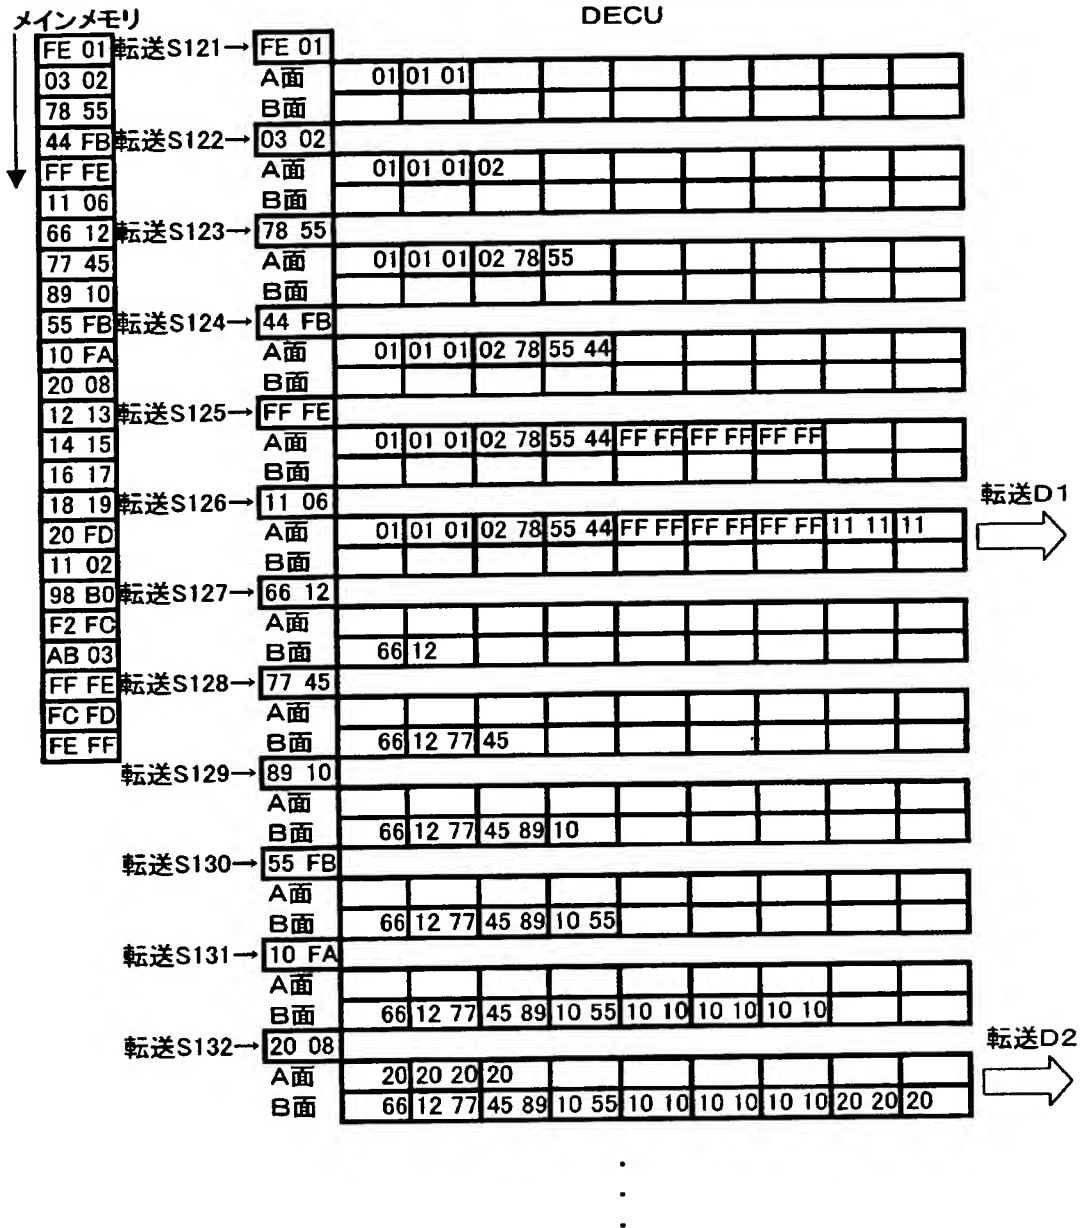 メインメモリ
DECU
FE 01 転送S121→ FE 01
03 02 A面 01 01 01
78 55 B面
44 FB 転送S122→ 03 02
FF FE A面 01 01 01 02
11 06 B面
66 12 転送S123→ 78 55
77 45 A面 01 01 01 02 78 55
89 10 B面
55 FB 転送S124→ 44 FB
10 FA A面 01 01 01 02 78 55 44
20 08 B面
12 13 転送S125→ FF FE
14 15 A面 01 01 01 02 78 55 44 FF FF FF FF FF FF
16 17 B面
転送D1
18 19 転送S126→ 11 06
20 FD A面 01 01 01 02 78 55 44 FF FF FF FF FF FF 11 11 11
11 02 B面
98 B0 転送S127→ 66 12
F2 FC A面
AB 03 B面 66 12
FF FE 転送S128→ 77 45
FC FD A面
FE FF B面 66 12 77 45
転送S129→ 89 10
A面
B面 66 12 77 45 89 10
転送S130→ 55 FB
A面
B面 66 12 77 45 89 10 55
転送S131→ 10 FA
A面
B面 66 12 77 45 89 10 55 10 10 10 10 10 10
転送S132→ 20 08 転送D2
A面 20 20 20 20
B面 66 12 77 45 89 10 55 10 10 10 10 10 10 20 20 20